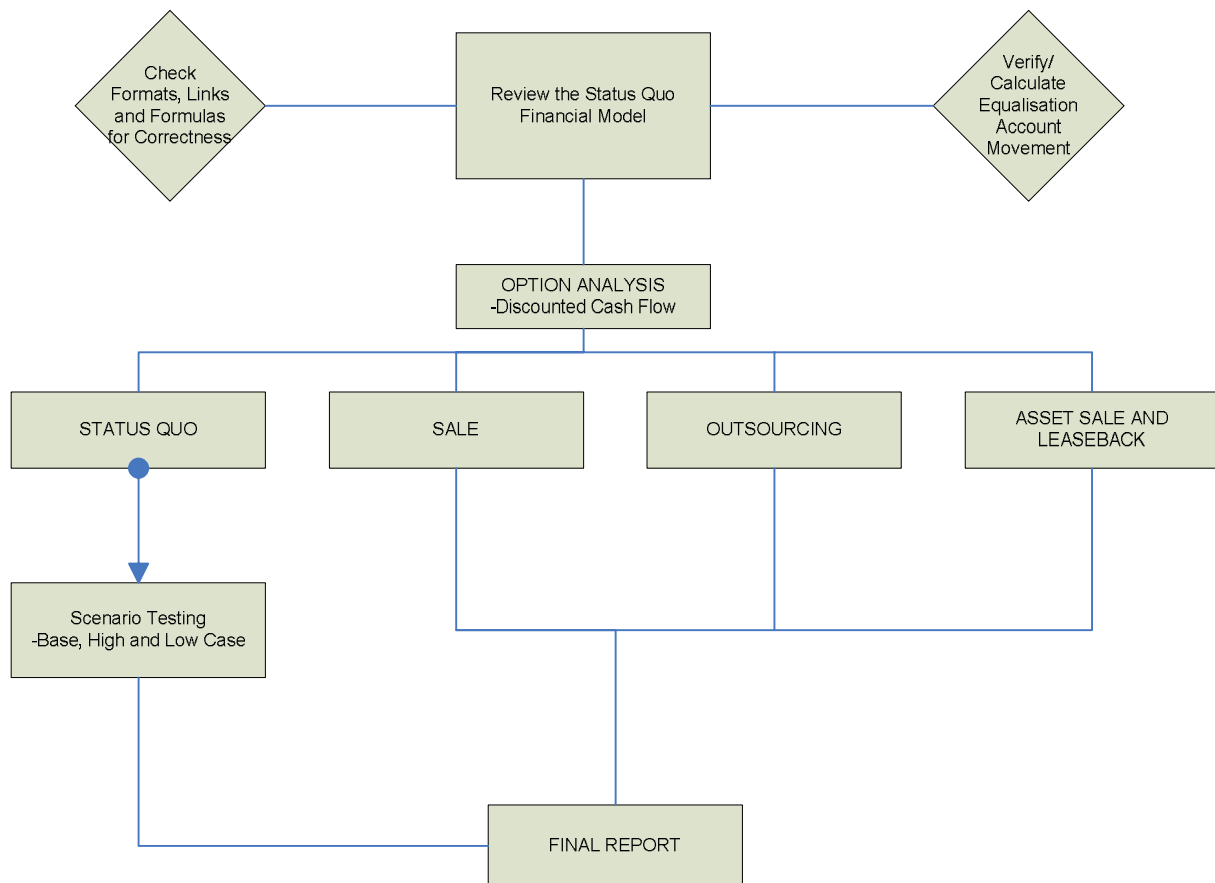 Check
Formats, Links
and Formulas
for Correctness
Review the Status Quo
Financial Model
Verify/
Calculate
Equalisation
Account
Movement
OPTION ANALYSIS
-Discounted Cash Flow
STATUS QUO
SALE
OUTSOURCING
ASSET SALE AND
LEASEBACK
Scenario Testing
-Base, High and Low Case
FINAL REPORT